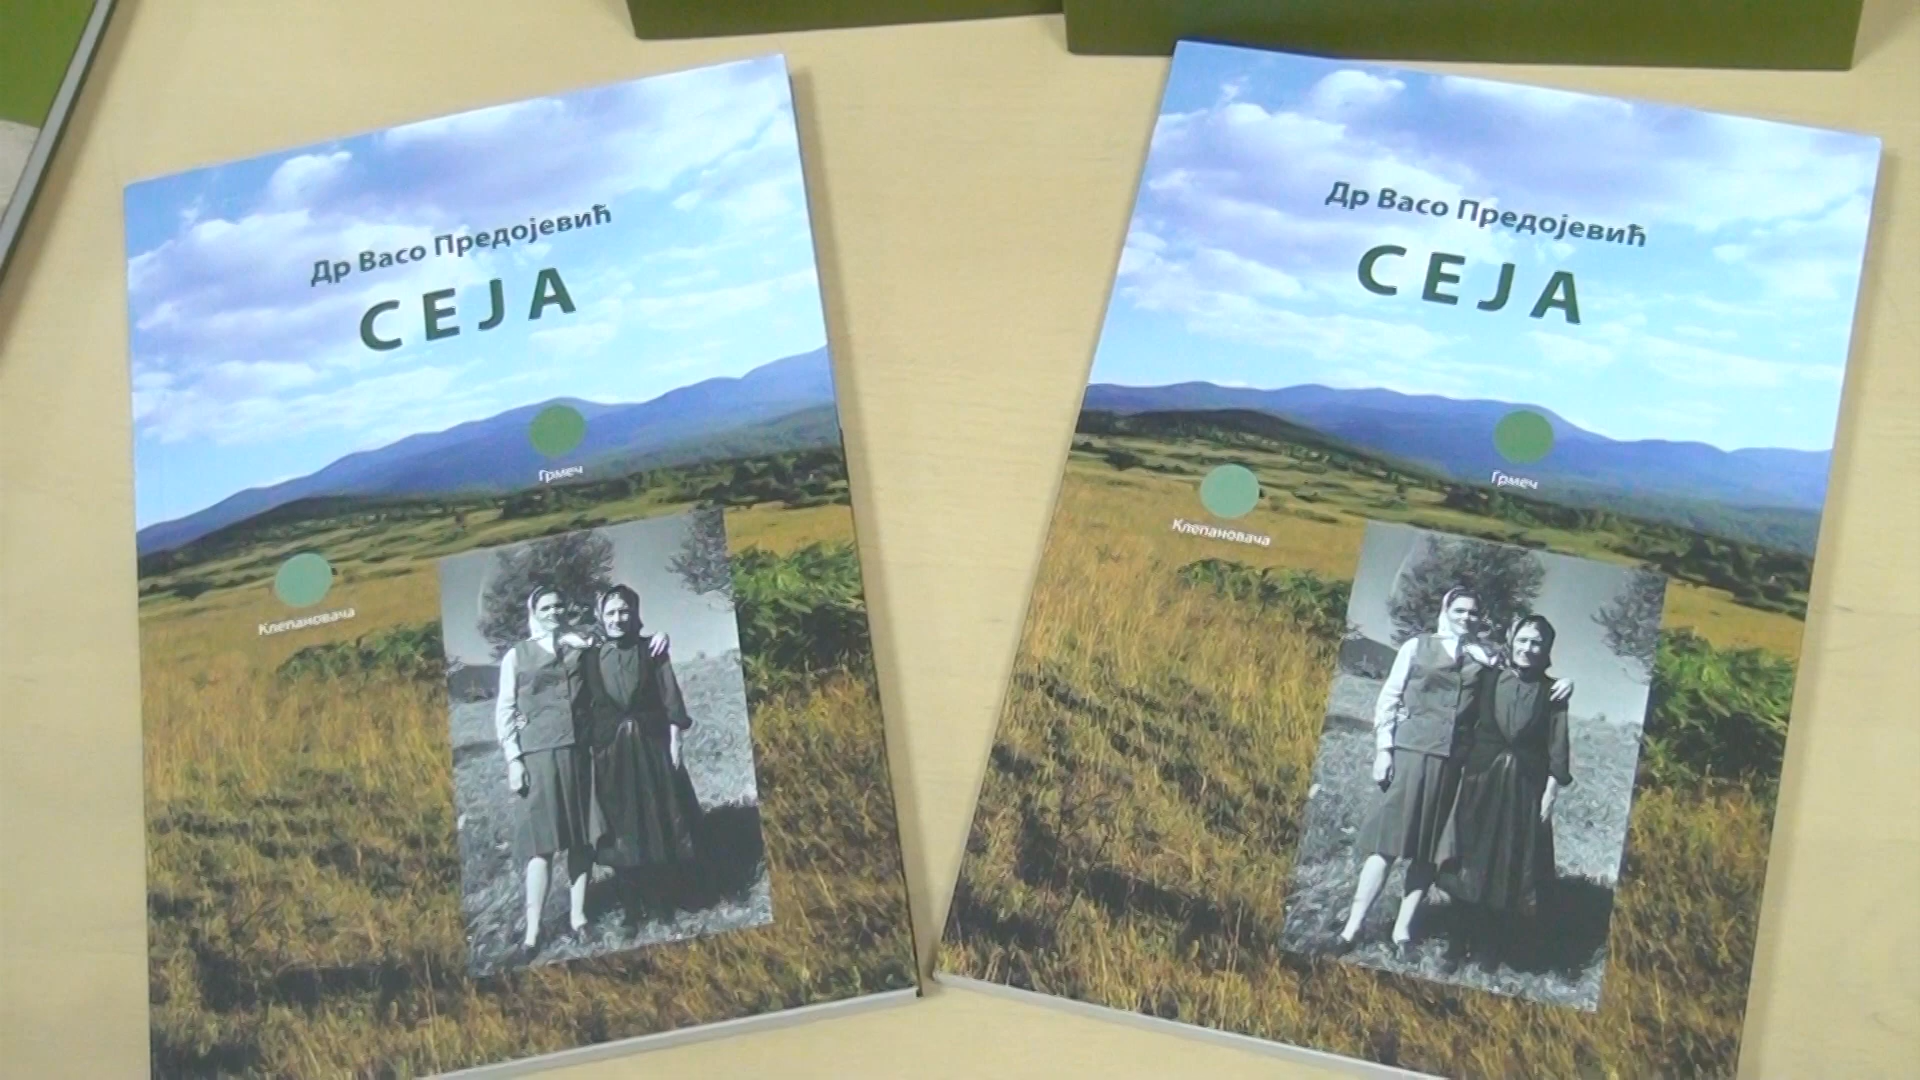 Др Васо Предојевић
СЕЈА
Грмеч
Клепановача
Др Васо Предојевић
СЕЈА
Грмеч
Клепановача